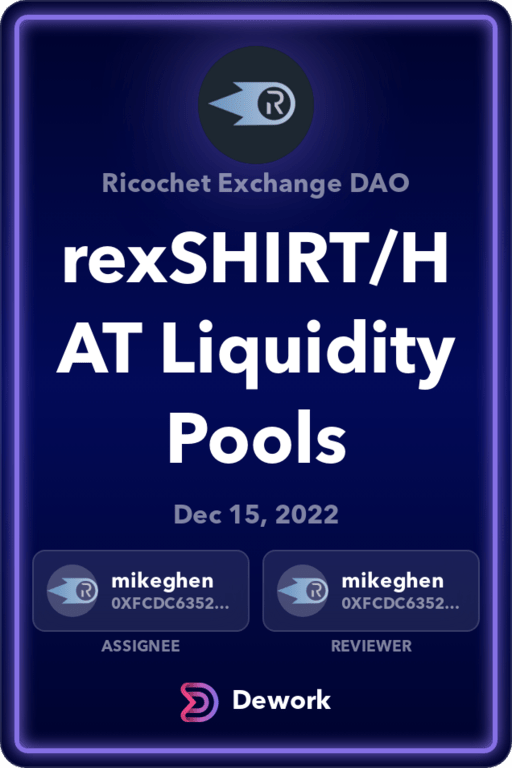 R
Ricochet Exchange DAO
rexSHIRT/H
AT Liquidity
Pools
Dec 15, 2022
R mikeghen
0XFCDC6352...
R mikeghen
0XFCDC6352...
ASSIGNEE
REVIEWER
Dework